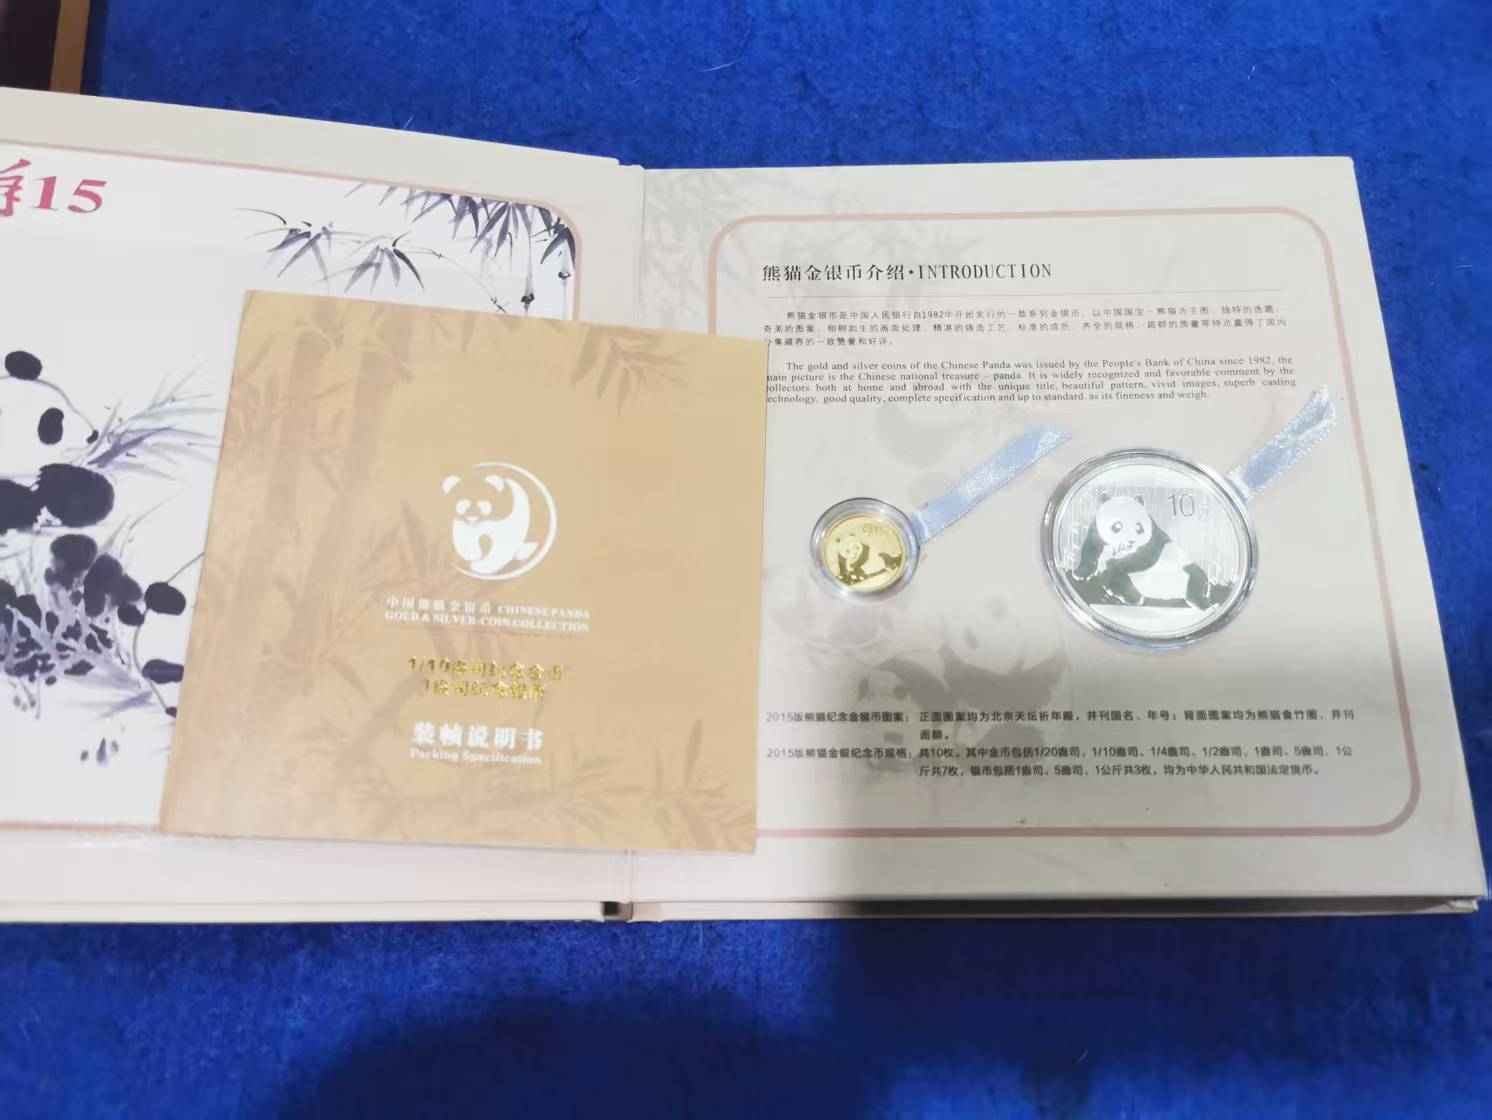 15
熊猫金银币介绍•INTRODUCTION
熊猫金银币是中国人民银行自1982年开始发行的一款系列金银币。以中国国宝—熊猫为主图，独特的选题，
奇美的图案，栩栩如生的画面处理，精湛的铸造工艺，标准的成色，齐全的规格，超群的质量等特点赢得了国内
集藏界的一致赞誉和好评。
The gold and silver coins of the Chinese Panda was issued by the People's Bank of China since 1982, the
main picture is the Chinese national treasure – panda. It is widely recognized and favorable comment by the
ollectors both at home and abroad with the unique title, beautiful pattern, vivid images, superb casting
echnology, good quality, complete specification and up to standard as its fineness and weigh.
10元
中国熊猫金银币 CHINESE PANDA
GOLD & SILVER-COIN COLLECTION
1/10盎司纪念金币
1盎司纪念银币
装帧说明书
Packing Specification
2015版熊猫纪念金银币图案：正面图案均为北京天坛祈年殿，并刊国名、年号；背面图案均为熊猫食竹图，并刊
面额。
2015版熊猫金银纪念币规格：共10枚，其中金币包括1/20盎司、1/10盎司、1/4盎司、1/2盎司、1盎司、5盎司、1公
斤共7枚，银币包括1盎司、5盎司、1公斤共3枚，均为中华人民共和国法定货币。